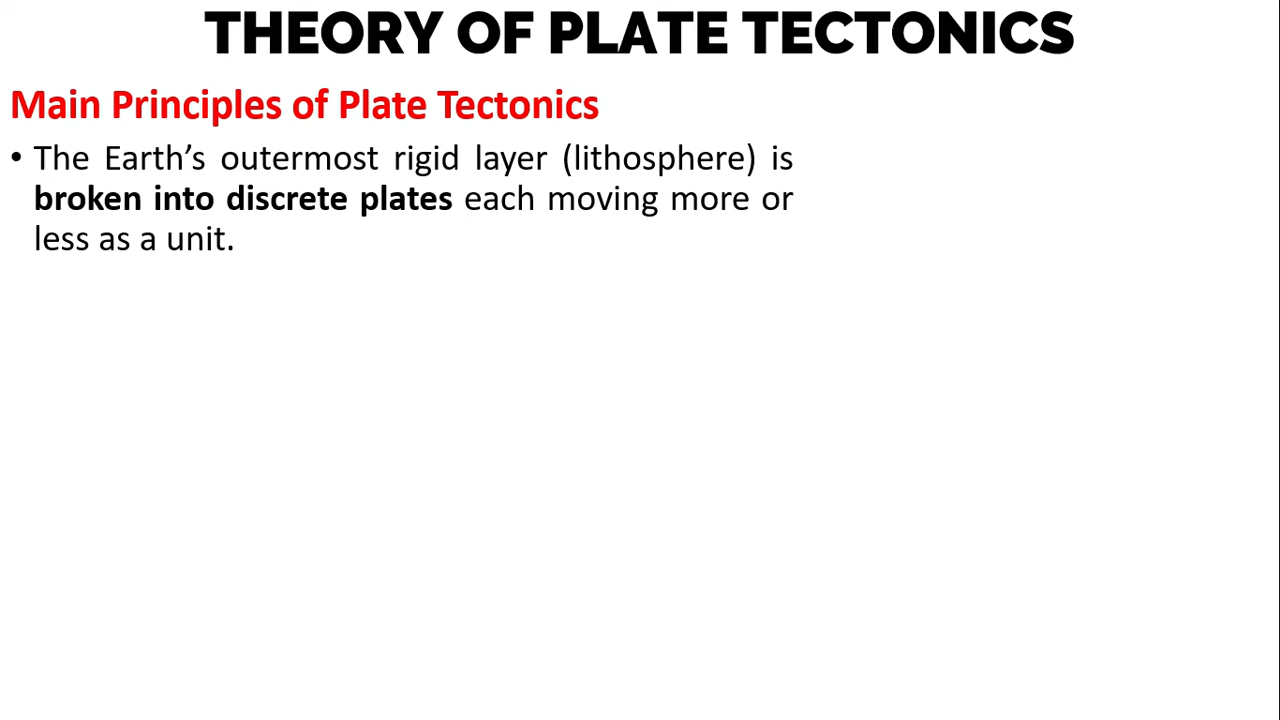 THEORY OF PLATE TECTONICS
Main Principles of Plate Tectonics
• The Earth’s outermost rigid layer (lithosphere) is
broken into discrete plates each moving more or
less as a unit.